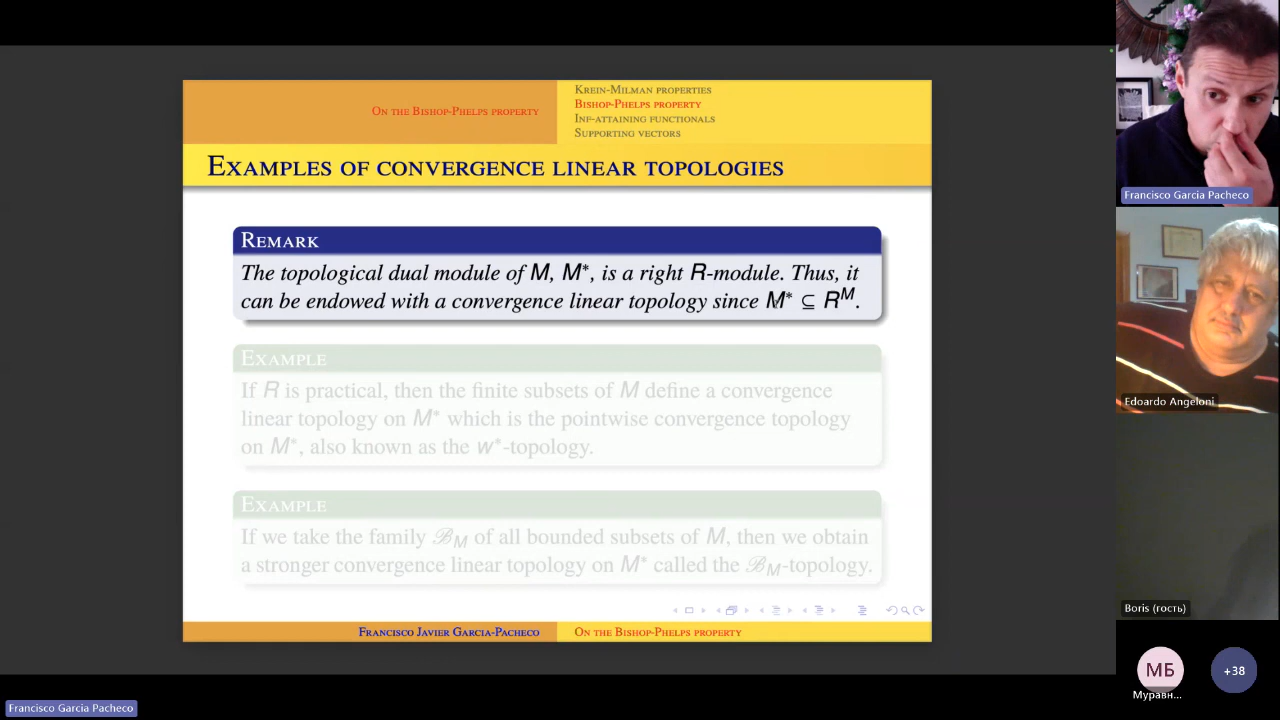 On the Bishop-Phelps property
Krein-Milman properties
Bishop-Phelps property
Inf-attaining functionals
Supporting vectors
Examples of convergence linear topologies
Remark
The topological dual module of M, M*, is a right R-module. Thus, it
can be endowed with a convergence linear topology since M* ⊆ R^M.
Example
If R is practical, then the finite subsets of M define a convergence
linear topology on M* which is the pointwise convergence topology
on M*, also known as the w*-topology.
Example
If we take the family ℬ_M of all bounded subsets of M, then we obtain
a stronger convergence linear topology on M* called the ℬ_M-topology.
Francisco Javier Garcia-Pacheco
On the Bishop-Phelps property
Francisco Garcia Pacheco
Edoardo Angeloni
Boris (гость)
МБ
+38
Муравн...
Francisco Garcia Pacheco